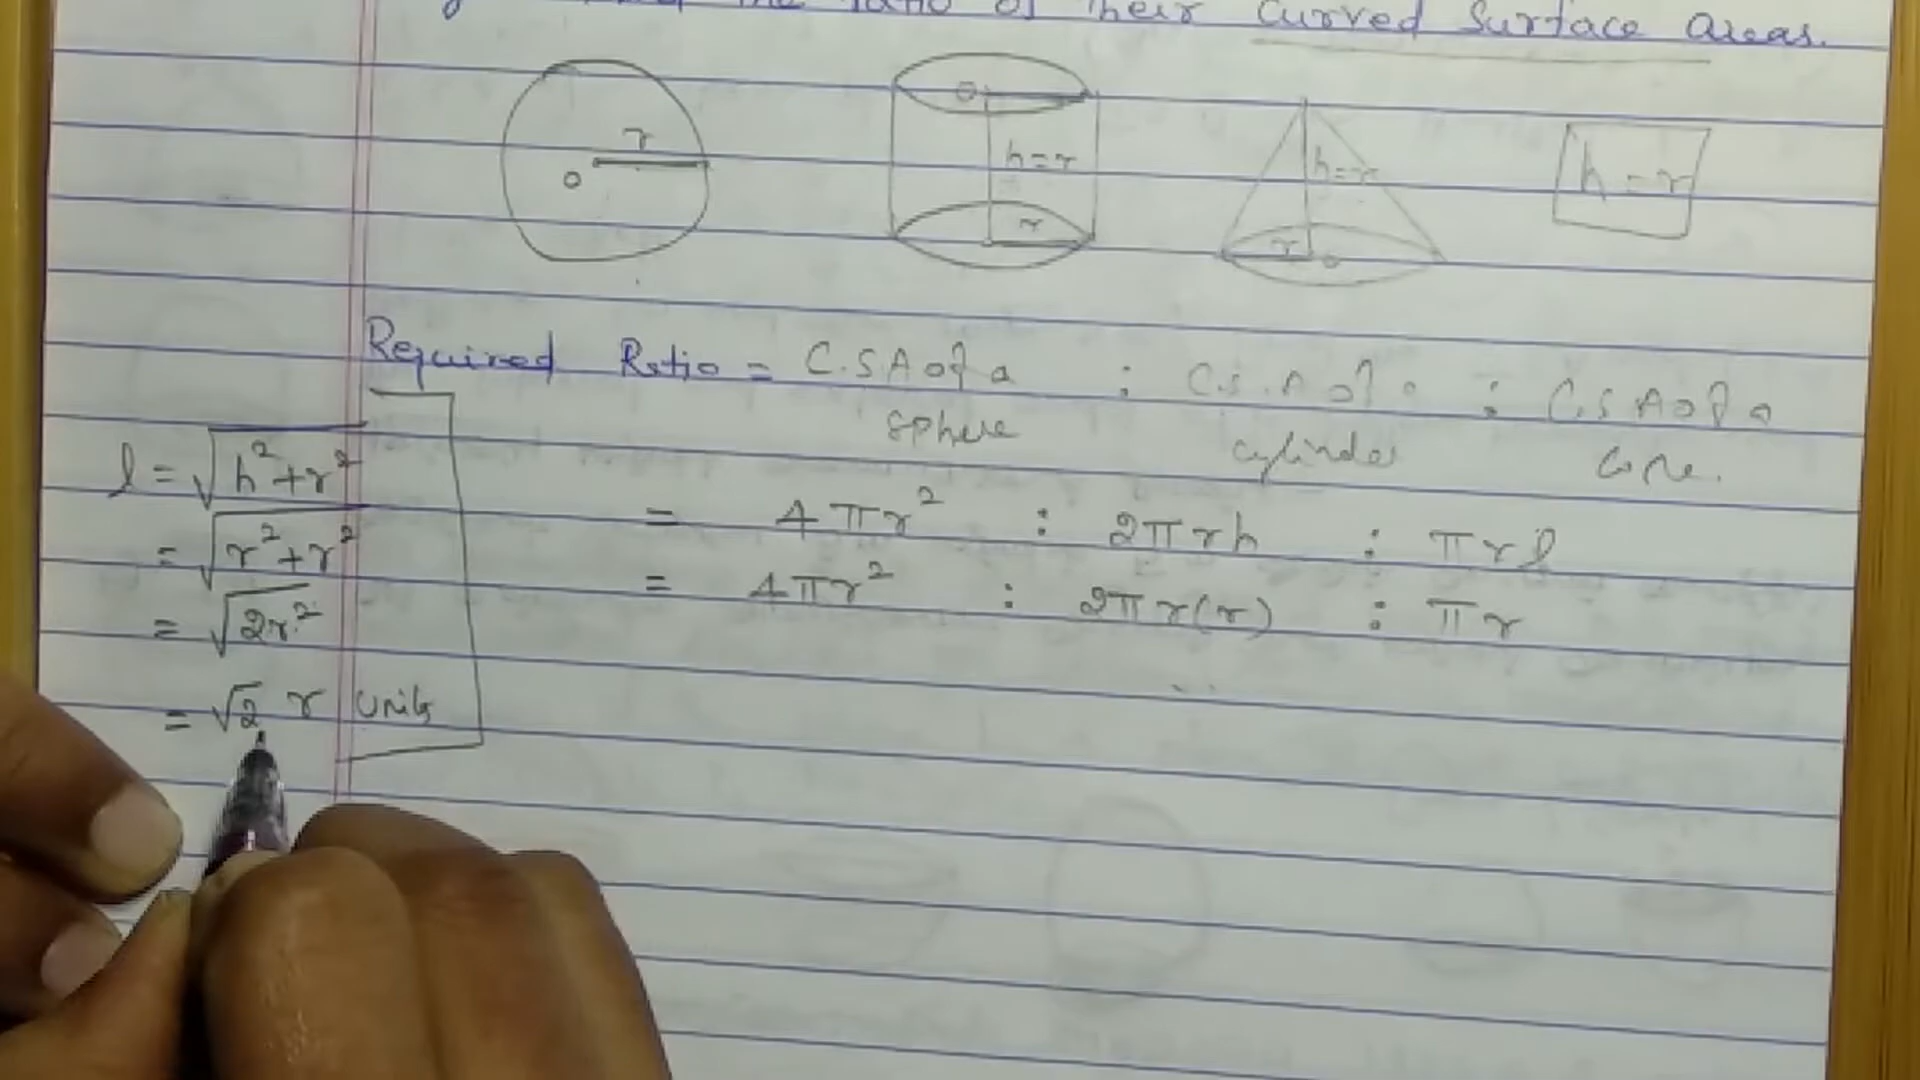 the ratio of their Curved Surface areas.
r
o
o
h=r
r
h=r
r o
h = r
Required Ratio = C.S.A of a : C.S.A of a : C.S.A of a
sphere cylinder cone.
l = √h²+r²
= √r²+r²
= √2r²
= √2 r units
= 4πr² : 2πrh : πrl
= 4πr² : 2πr(r) : πr